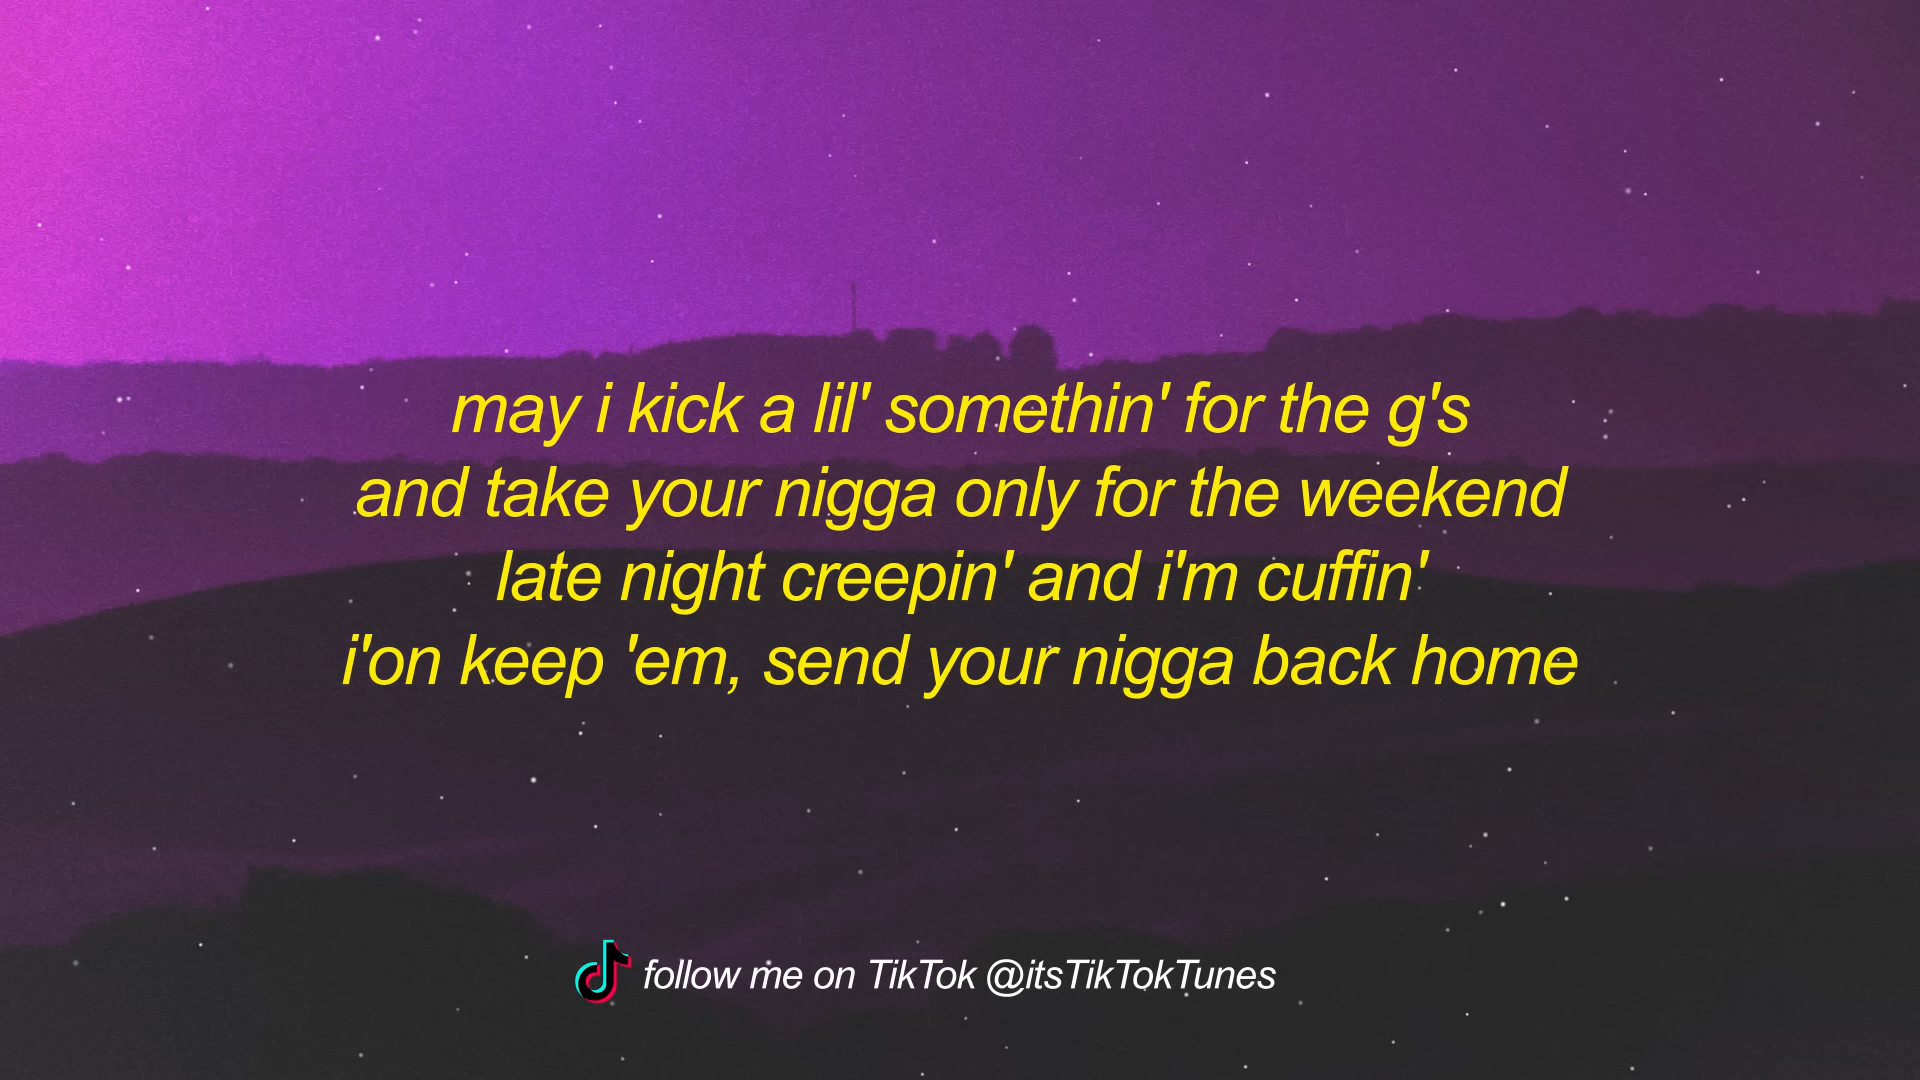 may i kick a lil' somethin' for the g's
and take your nigga only for the weekend
late night creepin' and i'm cuffin'
i'on keep 'em, send your nigga back home
follow me on TikTok @itsTikTokTunes